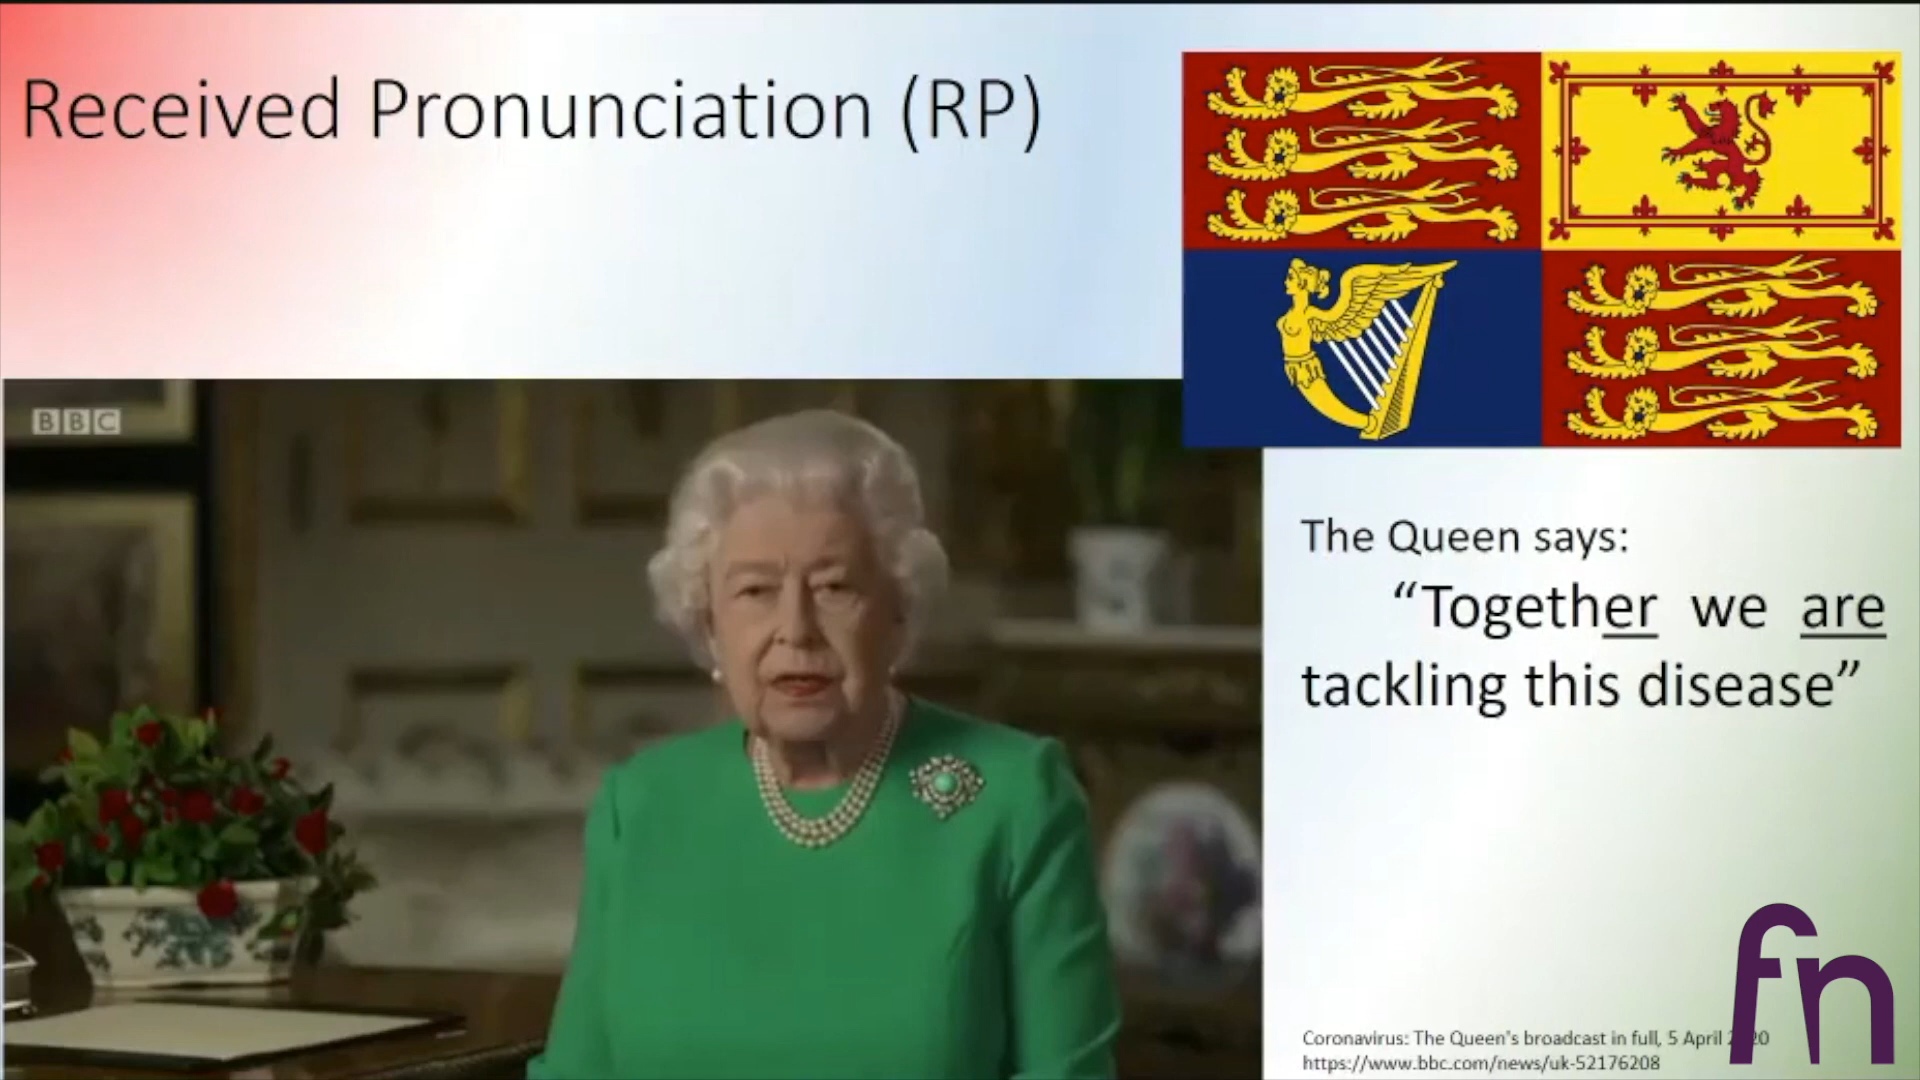 Received Pronunciation (RP)
BBC
The Queen says:
“Together we are
tackling this disease”
Coronavirus: The Queen's broadcast in full, 5 April 20
https://www.bbc.com/news/uk-52176208
fn